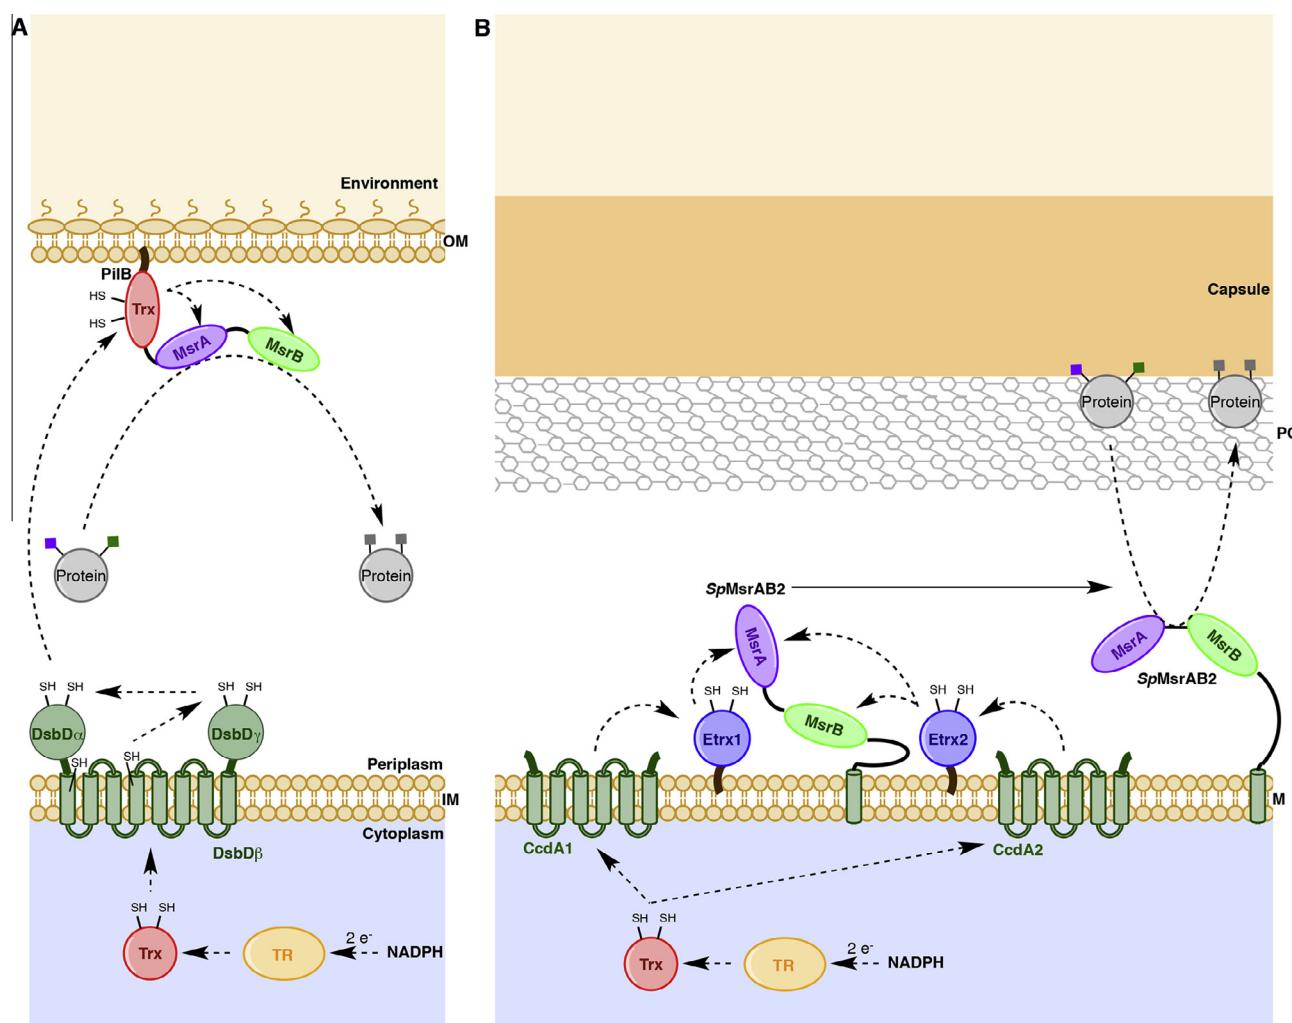 A
Environment
OM
PilB
HS
Trx
HS
MsrA
MsrB
Protein
Protein
SH SH
SH SH
DsbDα
DsbDγ
SH
SH
Periplasm
IM
Cytoplasm
DsbDβ
SH SH
Trx
TR
2 e-
NADPH
B
Capsule
Protein
Protein
SpMsrAB2
MsrA
MsrB
MsrA
MsrB
SpMsrAB2
SH SH
SH SH
Etrx1
Etrx2
M
CcdA1
CcdA2
SH SH
Trx
TR
2 e-
NADPH